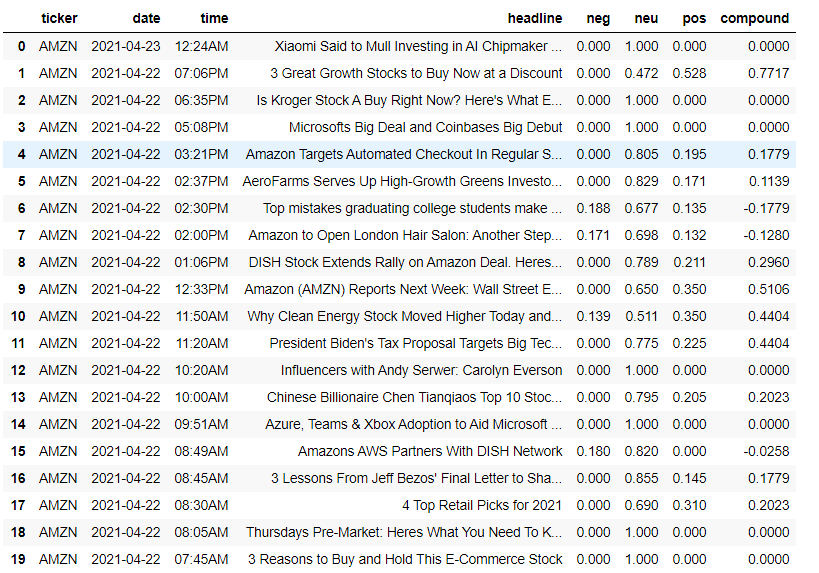 ticker date time headline neg neu pos compound
0 AMZN 2021-04-23 12:24AM Xiaomi Said to Mull Investing in AI Chipmaker ... 0.000 1.000 0.000 0.0000
1 AMZN 2021-04-22 07:06PM 3 Great Growth Stocks to Buy Now at a Discount 0.000 0.472 0.528 0.7717
2 AMZN 2021-04-22 06:35PM Is Kroger Stock A Buy Right Now? Here's What E... 0.000 1.000 0.000 0.0000
3 AMZN 2021-04-22 05:08PM Microsofts Big Deal and Coinbases Big Debut 0.000 1.000 0.000 0.0000
4 AMZN 2021-04-22 03:21PM Amazon Targets Automated Checkout In Regular S... 0.000 0.805 0.195 0.1779
5 AMZN 2021-04-22 02:37PM AeroFarms Serves Up High-Growth Greens Investo... 0.000 0.829 0.171 0.1139
6 AMZN 2021-04-22 02:30PM Top mistakes graduating college students make ... 0.188 0.677 0.135 -0.1779
7 AMZN 2021-04-22 02:00PM Amazon to Open London Hair Salon: Another Step... 0.171 0.698 0.132 -0.1280
8 AMZN 2021-04-22 01:06PM DISH Stock Extends Rally on Amazon Deal. Heres... 0.000 0.789 0.211 0.2960
9 AMZN 2021-04-22 12:33PM Amazon (AMZN) Reports Next Week: Wall Street E... 0.000 0.650 0.350 0.5106
10 AMZN 2021-04-22 11:50AM Why Clean Energy Stock Moved Higher Today and... 0.139 0.511 0.350 0.4404
11 AMZN 2021-04-22 11:20AM President Biden's Tax Proposal Targets Big Tec... 0.000 0.775 0.225 0.4404
12 AMZN 2021-04-22 10:20AM Influencers with Andy Serwer: Carolyn Everson 0.000 1.000 0.000 0.0000
13 AMZN 2021-04-22 10:00AM Chinese Billionaire Chen Tianqiaos Top 10 Stoc... 0.000 0.795 0.205 0.2023
14 AMZN 2021-04-22 09:51AM Azure, Teams & Xbox Adoption to Aid Microsoft ... 0.000 1.000 0.000 0.0000
15 AMZN 2021-04-22 08:49AM Amazons AWS Partners With DISH Network 0.180 0.820 0.000 -0.0258
16 AMZN 2021-04-22 08:45AM 3 Lessons From Jeff Bezos' Final Letter to Sha... 0.000 0.855 0.145 0.1779
17 AMZN 2021-04-22 08:30AM 4 Top Retail Picks for 2021 0.000 0.690 0.310 0.2023
18 AMZN 2021-04-22 08:05AM Thursdays Pre-Market: Heres What You Need To K... 0.000 1.000 0.000 0.0000
19 AMZN 2021-04-22 07:45AM 3 Reasons to Buy and Hold This E-Commerce Stock 0.000 1.000 0.000 0.0000